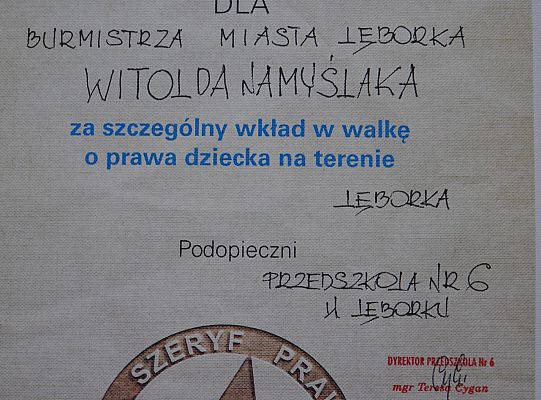 DLA
BURMISTRZA MIASTA LĘBORKA
WITOLDA NAMYŚLAKA
za szczególny wkład w walkę
o prawa dziecka na terenie
LĘBORKA
Podopieczni
PRZEDSZKOLA NR 6
W LĘBORKU
SZERYF PRAW
DYREKTOR PRZEDSZKOLA Nr 6
mgr Teresa Cygan